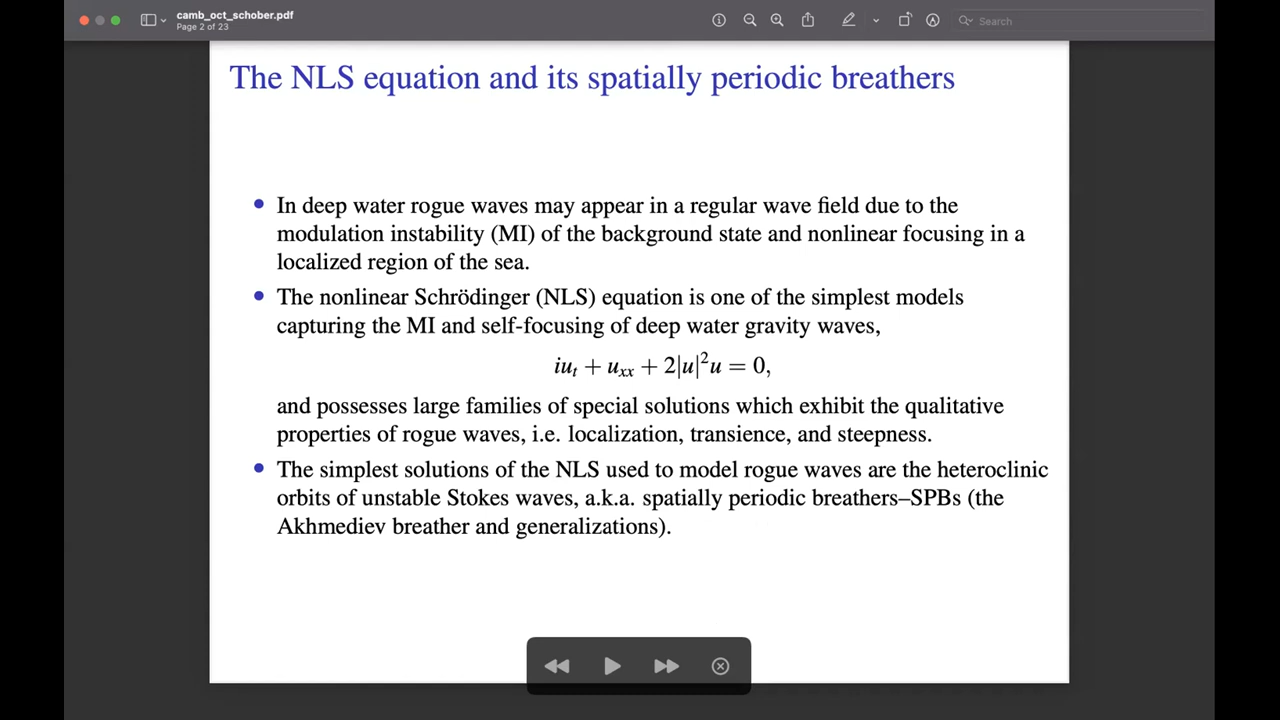 camb_oct_schober.pdf
Page 2 of 23
Search
The NLS equation and its spatially periodic breathers
• In deep water rogue waves may appear in a regular wave field due to the
modulation instability (MI) of the background state and nonlinear focusing in a
localized region of the sea.
• The nonlinear Schrödinger (NLS) equation is one of the simplest models
capturing the MI and self-focusing of deep water gravity waves,
iuₜ + uₓₓ + 2|u|²u = 0,
and possesses large families of special solutions which exhibit the qualitative
properties of rogue waves, i.e. localization, transience, and steepness.
• The simplest solutions of the NLS used to model rogue waves are the heteroclinic
orbits of unstable Stokes waves, a.k.a. spatially periodic breathers–SPBs (the
Akhmediev breather and generalizations).